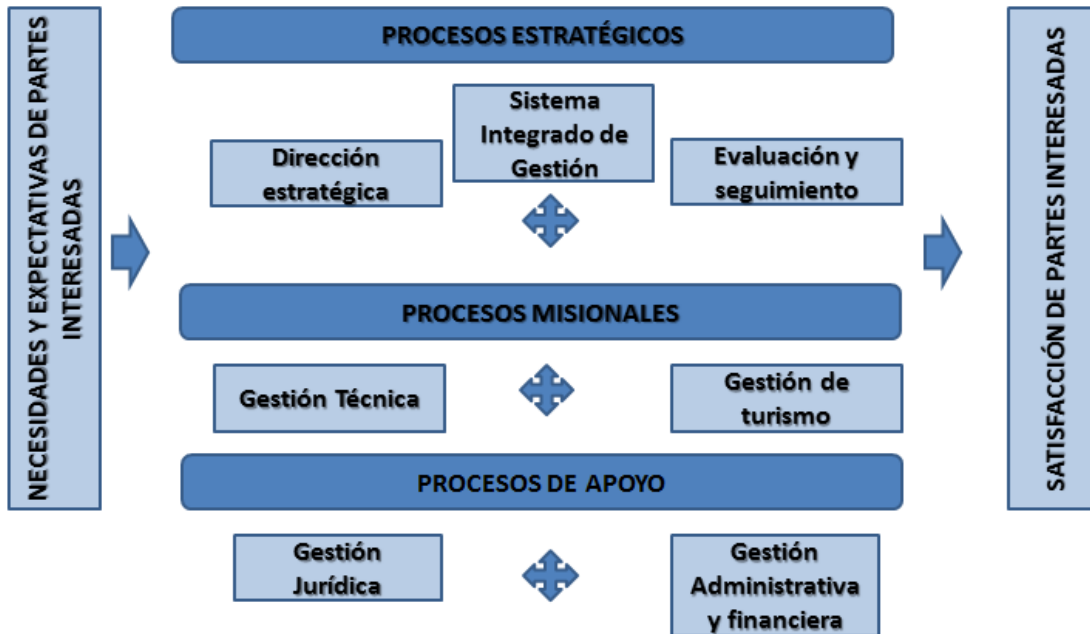 NECESIDADES Y EXPECTATIVAS DE PARTES
INTERESADAS
PROCESOS ESTRATÉGICOS
Dirección
estratégica
Sistema
Integrado de
Gestión
Evaluación y
seguimiento
PROCESOS MISIONALES
Gestión Técnica
Gestión de
turismo
PROCESOS DE APOYO
Gestión
Jurídica
Gestión
Administrativa
y financiera
SATISFACCIÓN DE PARTES INTERESADAS